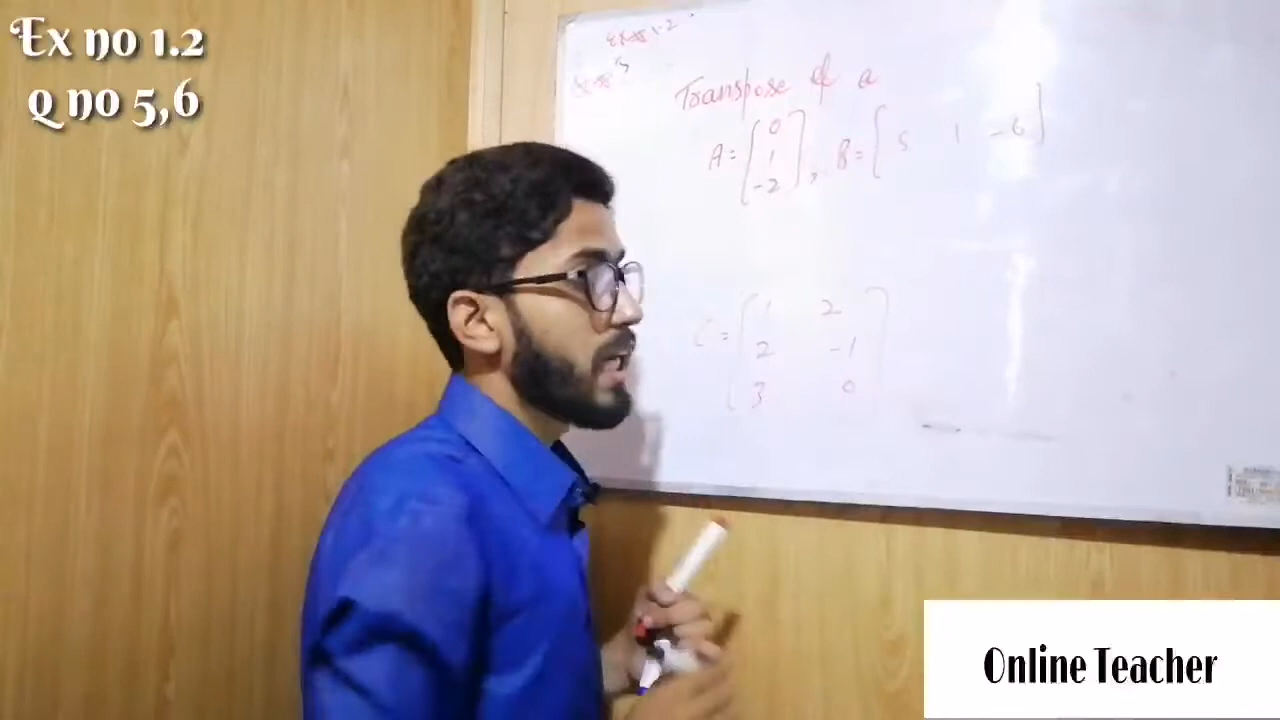 Ex no 1.2
Q no 5,6
Transpose of a
A = [0 1 -2], B = [5 1 -6]
C = [1 2
2 -1
3 0]
Online Teacher